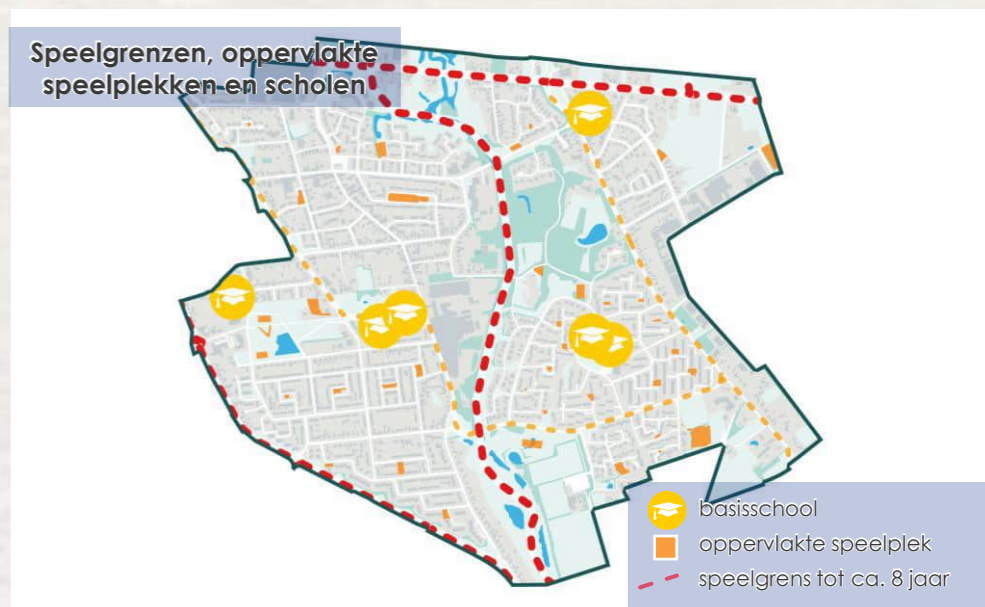 Speelgrenzen, oppervlakte
speelplekken en scholen
basisschool
oppervlakte speelplek
speelgrens tot ca. 8 jaar